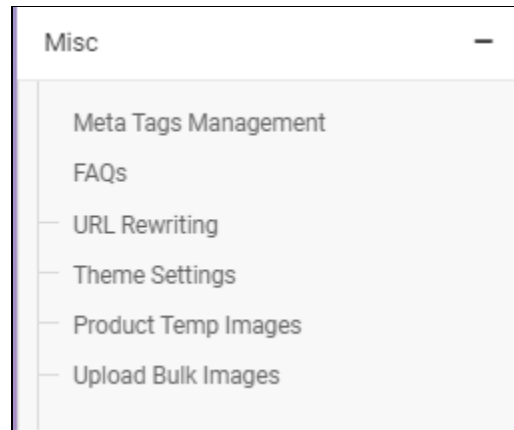 Misc
Meta Tags Management
FAQs
URL Rewriting
Theme Settings
Product Temp Images
Upload Bulk Images